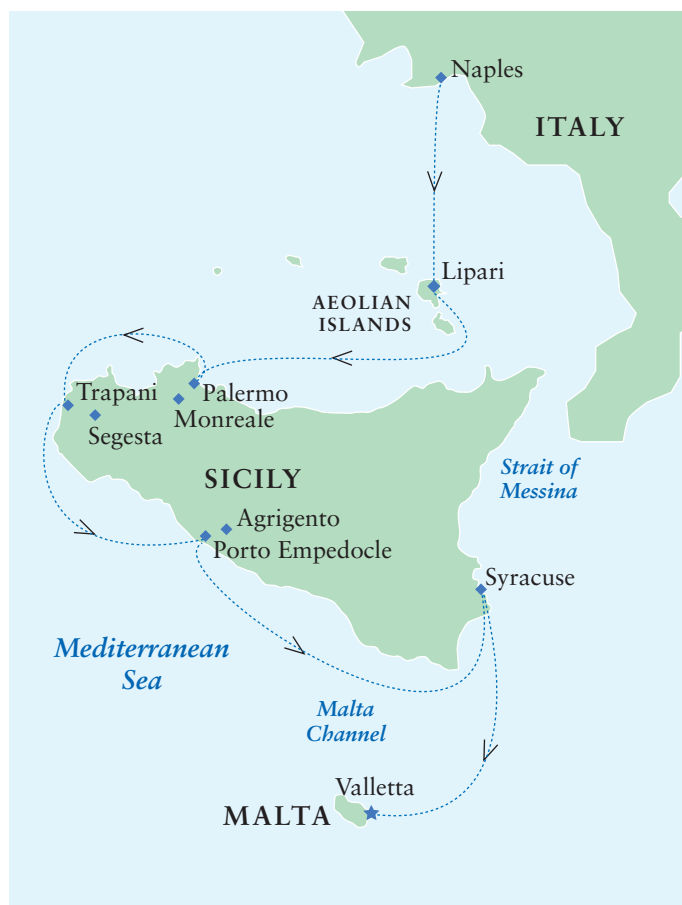 Naples
ITALY
Lipari
AEOLIAN
ISLANDS
Trapani
Palermo
Monreale
Segesta
Strait of
Messina
SICILY
Agrigento
Porto Empedocle
Syracuse
Mediterranean
Sea
Malta
Channel
Valletta
MALTA